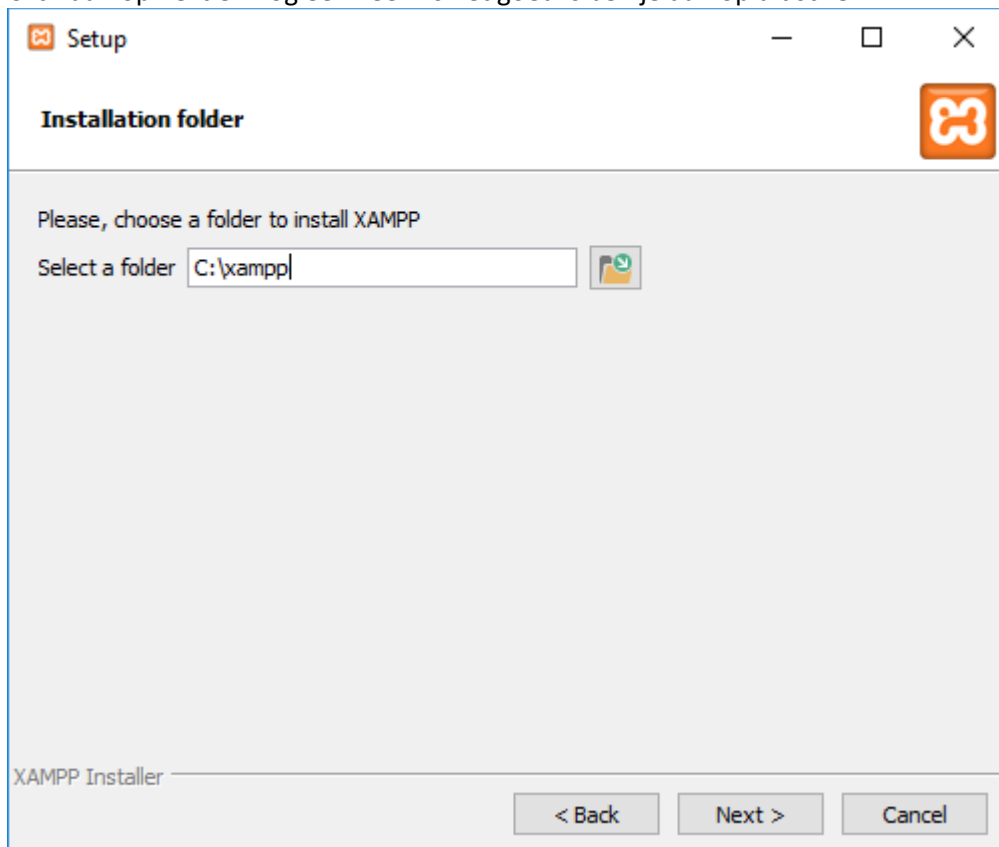 Setup
Installation folder
Please, choose a folder to install XAMPP
Select a folder C:\xampp
XAMPP Installer
< Back Next > Cancel